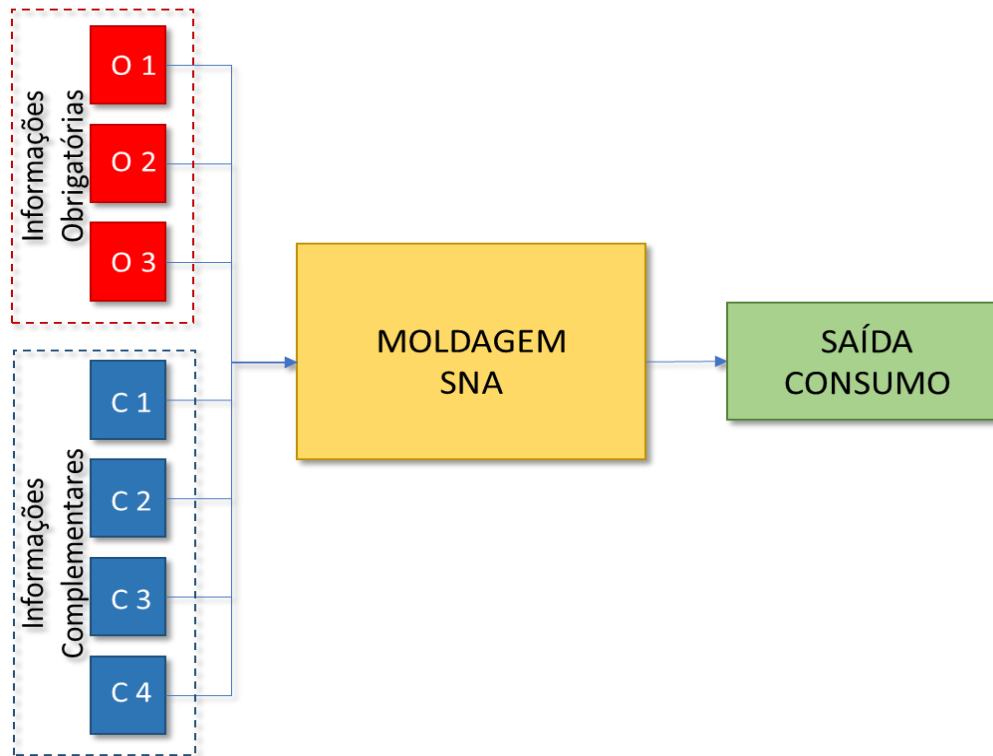 Informações
Obrigatórias
O 1
O 2
O 3
Informações
Complementares
C 1
C 2
C 3
C 4
MOLDAGEM
SNA
SAÍDA
CONSUMO